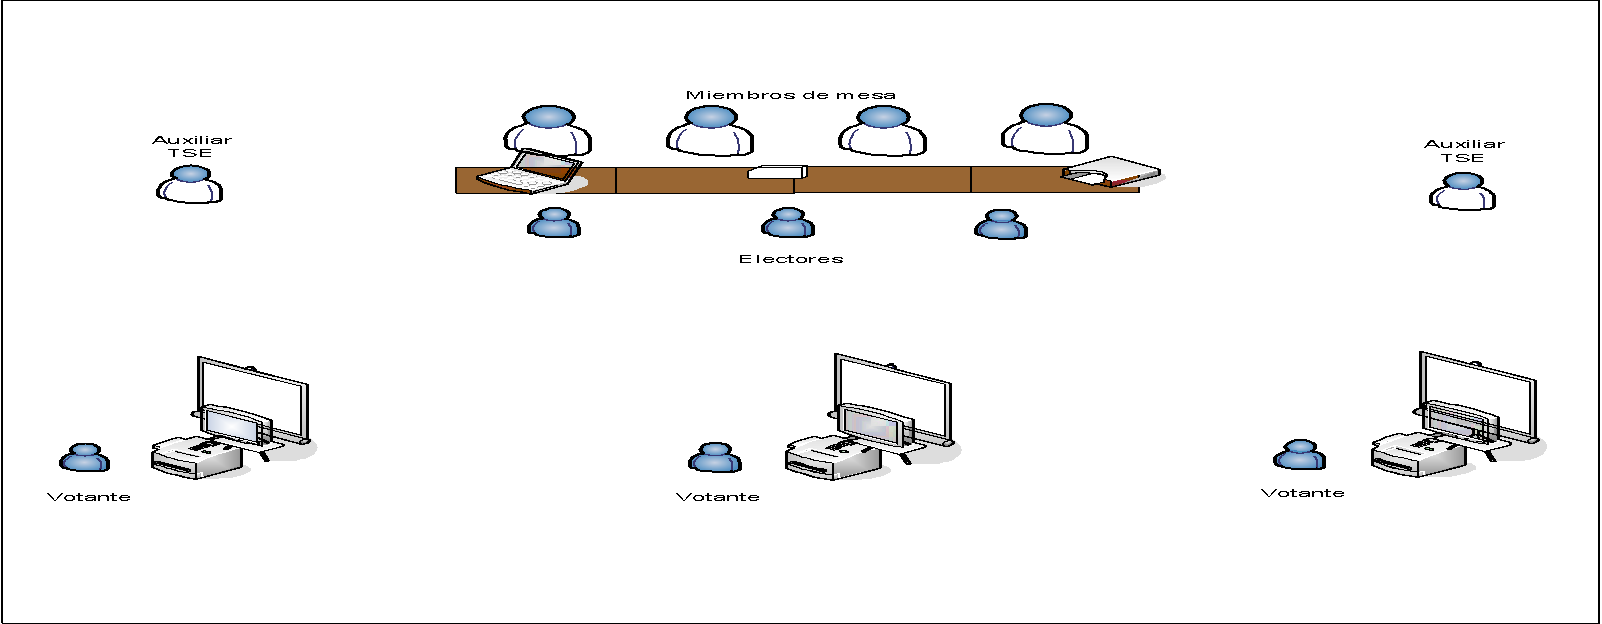 Miembros de mesa
Auxiliar
TSE
Auxiliar
TSE
Electores
Votante
Votante
Votante